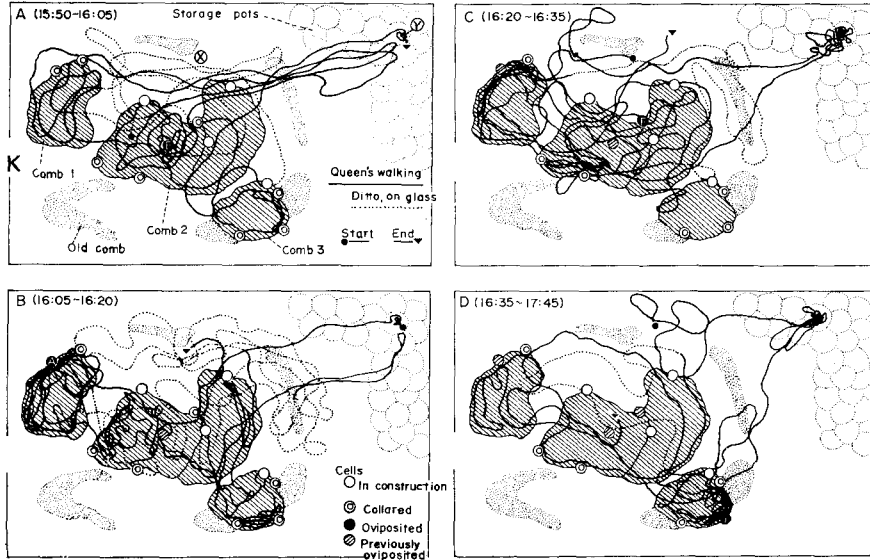 A (15:50-16:05)
Storage pots
Y
X
K
Comb 1
Comb 2
Comb 3
Old comb
Queen's walking
Ditto, on glass
Start End
B (16:05~16:20)
Cells
In construction
Collared
Oviposited
Previously
oviposited
C (16:20~16:35)
D (16:35~17:45)